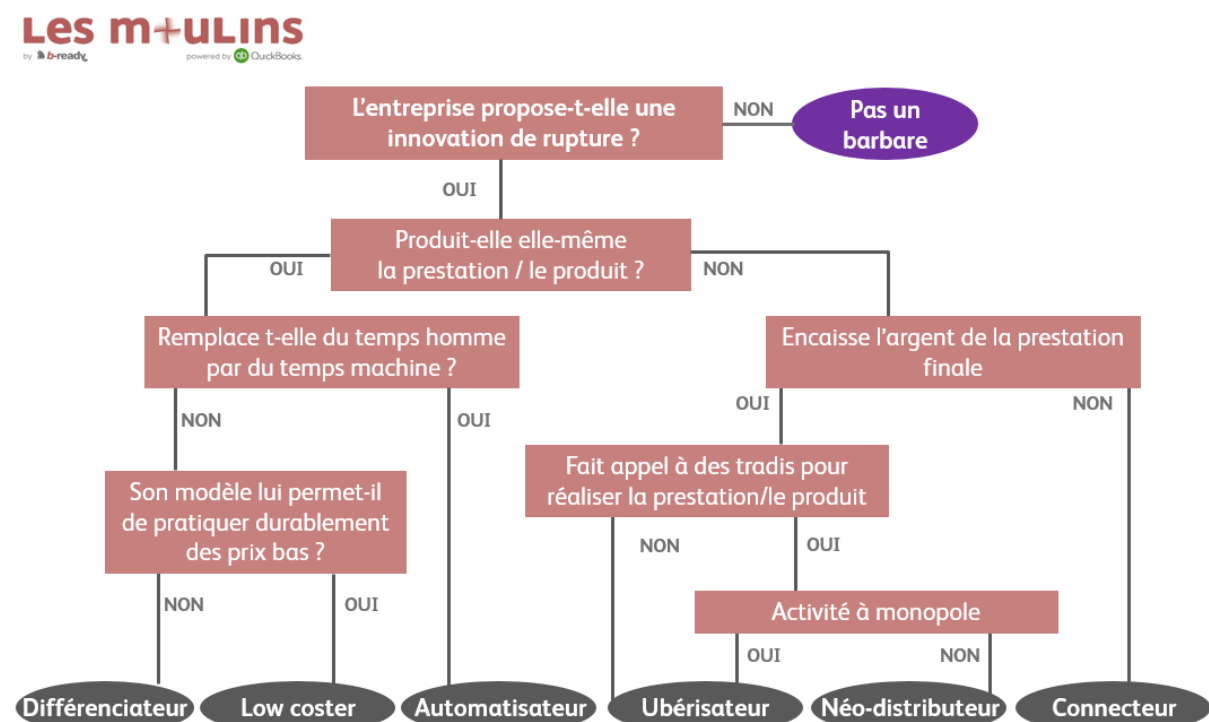 Les m+uLins
by b-ready
powered by qb QuickBooks.
L'entreprise propose-t-elle une
innovation de rupture ?
NON
Pas un
barbare
OUI
Produit-elle elle-même
la prestation / le produit ?
OUI
NON
Remplace t-elle du temps homme
par du temps machine ?
Encaisse l'argent de la prestation
finale
NON
OUI
OUI
NON
Son modèle lui permet-il
de pratiquer durablement
des prix bas ?
Fait appel à des tradis pour
réaliser la prestation/le produit
NON
OUI
NON
OUI
Activité à monopole
OUI
NON
Différenciateur
Low coster
Automatisateur
Ubérisateur
Néo-distributeur
Connecteur